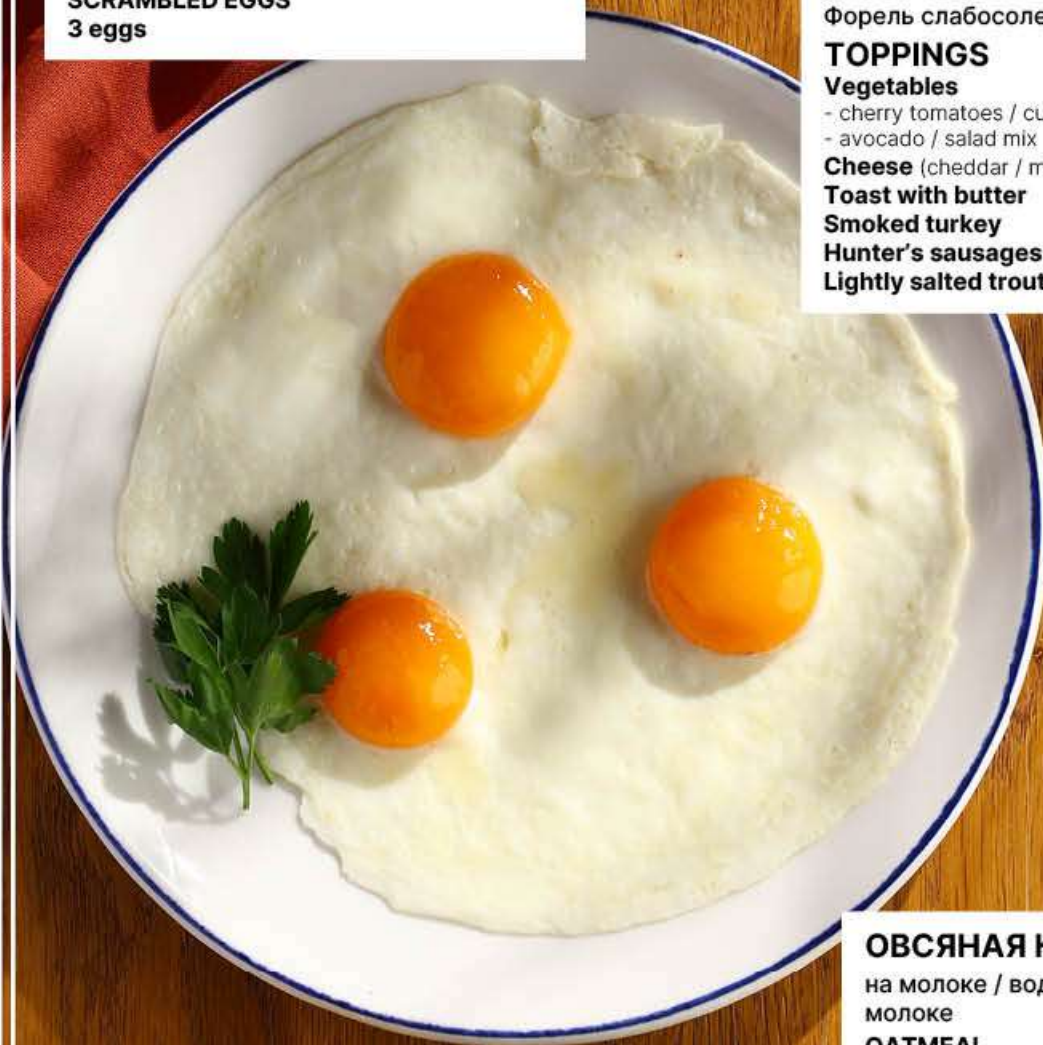 SCRAMBLED EGGS
3 eggs
Форель слабосоле
TOPPINGS
Vegetables
- cherry tomatoes / cu
- avocado / salad mix
Cheese (cheddar / m
Toast with butter
Smoked turkey
Hunter's sausages
Lightly salted trout
ОВСЯНАЯ
на молоке / вод
молоке
OATMEAL